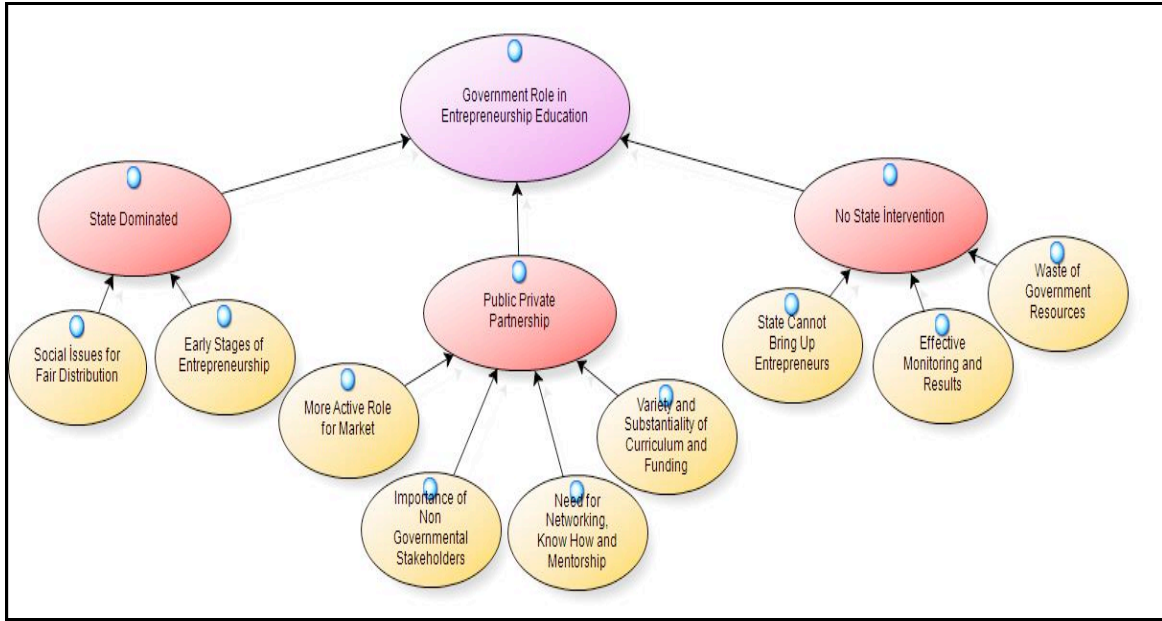 Government Role in
Entrepreneurship Education
State Dominated
No State İntervention
Public Private
Partnership
Social İssues for
Fair Distribution
Early Stages of
Entrepreneurship
More Active Role
for Market
Importance of
Non
Governmental
Stakeholders
Need for
Networking,
Know How and
Mentorship
Variety and
Substantiality of
Curriculum and
Funding
State Cannot
Bring Up
Entrepreneurs
Effective
Monitoring and
Results
Waste of
Government
Resources